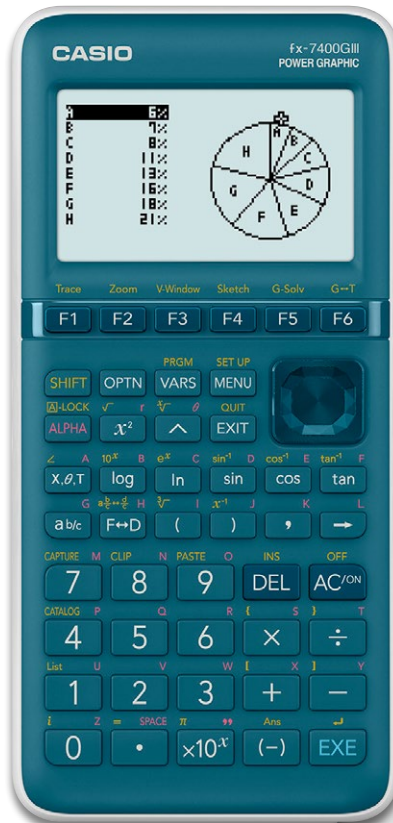 CASIO fx-7400GIII
POWER GRAPHIC
A 6%
B 7%
C 8%
D 11%
E 13%
F 16%
G 18%
H 21%
A B C D E F G H
Trace Zoom V-Window Sketch G-Solv G↔T
F1 F2 F3 F4 F5 F6
PRGM SET UP
SHIFT OPTN VARS MENU
A-LOCK √ r ˣ√ θ QUIT
ALPHA x² ^ EXIT
∠ A 10ˣ B eˣ C sin⁻¹ D cos⁻¹ E tan⁻¹ F
X,θ,T log ln sin cos tan
G a b/c↔d/c H ³√ I x⁻¹ J K L
a b/c F↔D ( ) , →
CAPTURE M CLIP N PASTE O INS OFF
7 8 9 DEL AC/ON
CATALOG P Q R { S } T
4 5 6 × ÷
List U V W [ X ] Y
1 2 3 + −
i Z = SPACE π " Ans ↵
0 • ×10ˣ (−) EXE